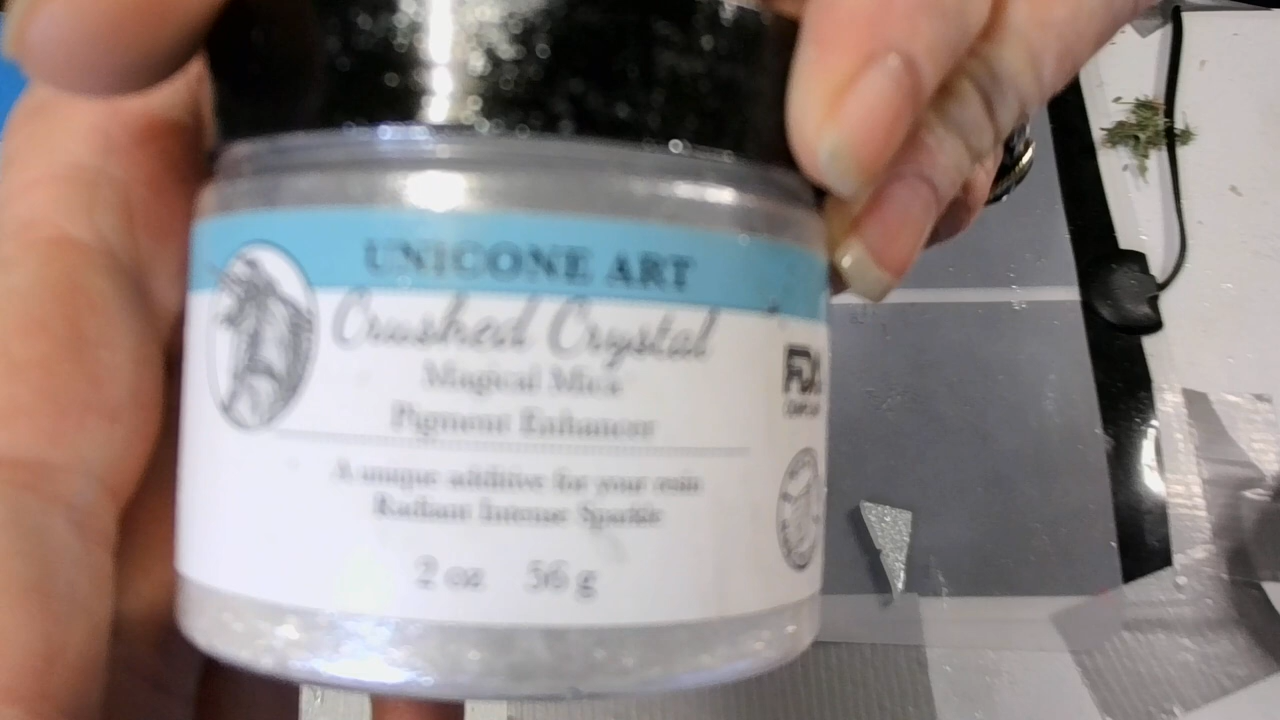 UNICONE ART
Crushed Crystal
Magical Mica
Pigment Enhancer
A unique additive for your resin
Radiant Intense Sparkle
2 oz 56 g
FDA